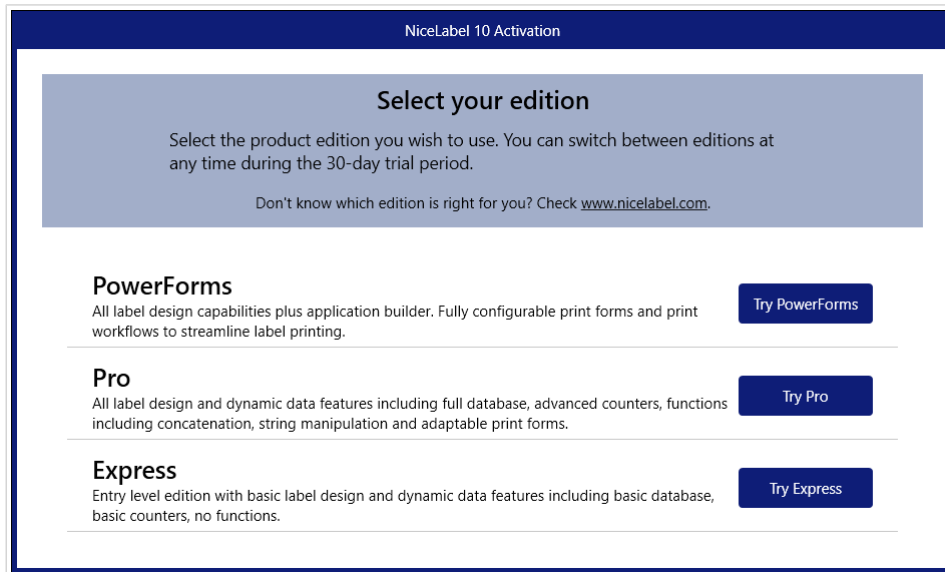 NiceLabel 10 Activation
Select your edition
Select the product edition you wish to use. You can switch between editions at
any time during the 30-day trial period.
Don't know which edition is right for you? Check www.nicelabel.com.
PowerForms
All label design capabilities plus application builder. Fully configurable print forms and print
workflows to streamline label printing.
Try PowerForms
Pro
All label design and dynamic data features including full database, advanced counters, functions
including concatenation, string manipulation and adaptable print forms.
Try Pro
Express
Entry level edition with basic label design and dynamic data features including basic database,
basic counters, no functions.
Try Express